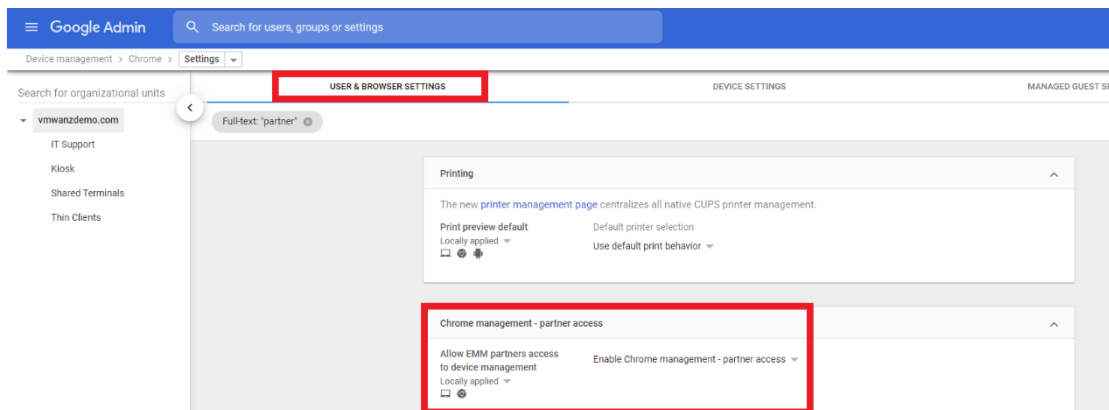 Google Admin
Search for users, groups or settings
Device management > Chrome > Settings
Search for organizational units
vmwanzdemo.com
IT Support
Kiosk
Shared Terminals
Thin Clients
USER & BROWSER SETTINGS
DEVICE SETTINGS
MANAGED GUEST SE
Full-text: "partner"
Printing
The new printer management page centralizes all native CUPS printer management.
Print preview default
Locally applied
Default printer selection
Use default print behavior
Chrome management - partner access
Allow EMM partners access
to device management
Locally applied
Enable Chrome management - partner access